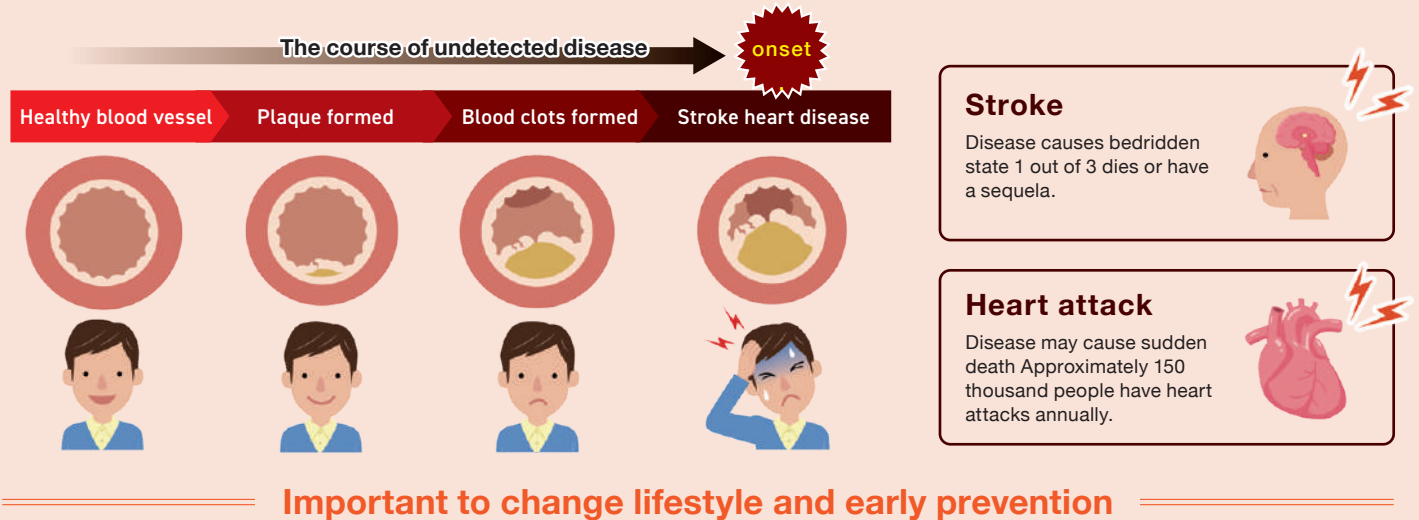 The course of undetected disease
onset
Healthy blood vessel
Plaque formed
Blood clots formed
Stroke heart disease
Stroke
Disease causes bedridden
state 1 out of 3 dies or have
a sequela.
Heart attack
Disease may cause sudden
death Approximately 150
thousand people have heart
attacks annually.
Important to change lifestyle and early prevention